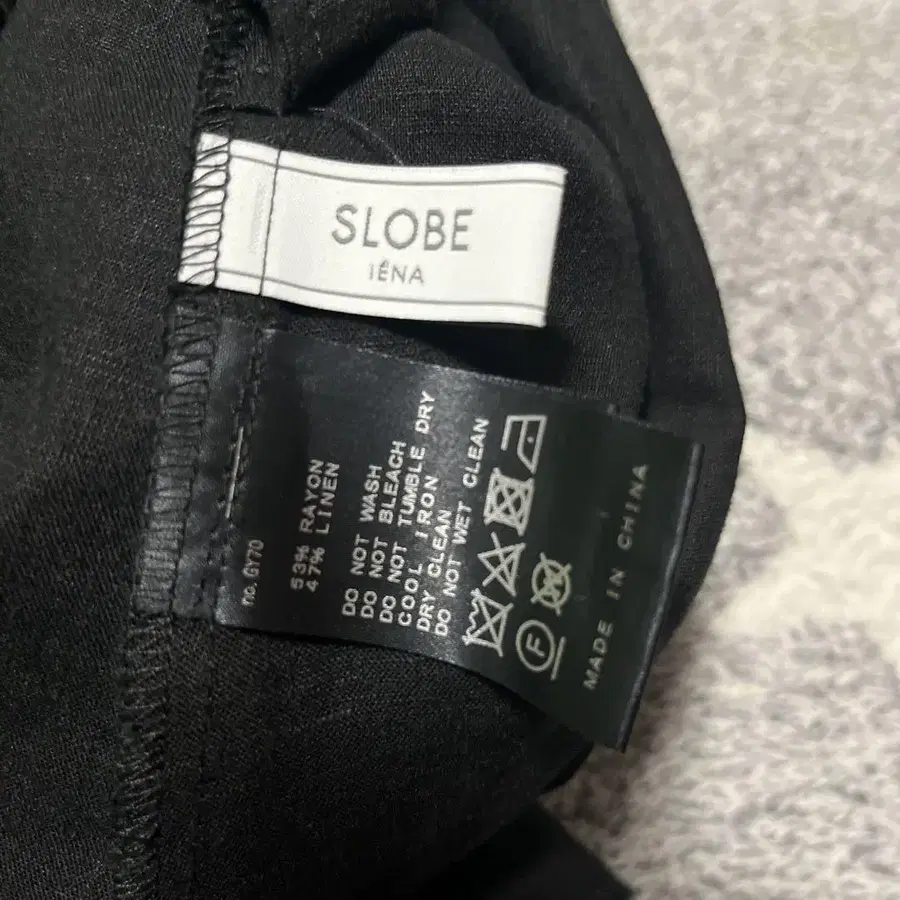 SLOBE
IÉNA
no. GY70
53% RAYON
47% LINEN
DO NOT WASH
DO NOT BLEACH
DO NOT TUMBLE DRY
COOL IRON
DRY CLEAN
DO NOT WET CLEAN
F
MADE IN CHINA